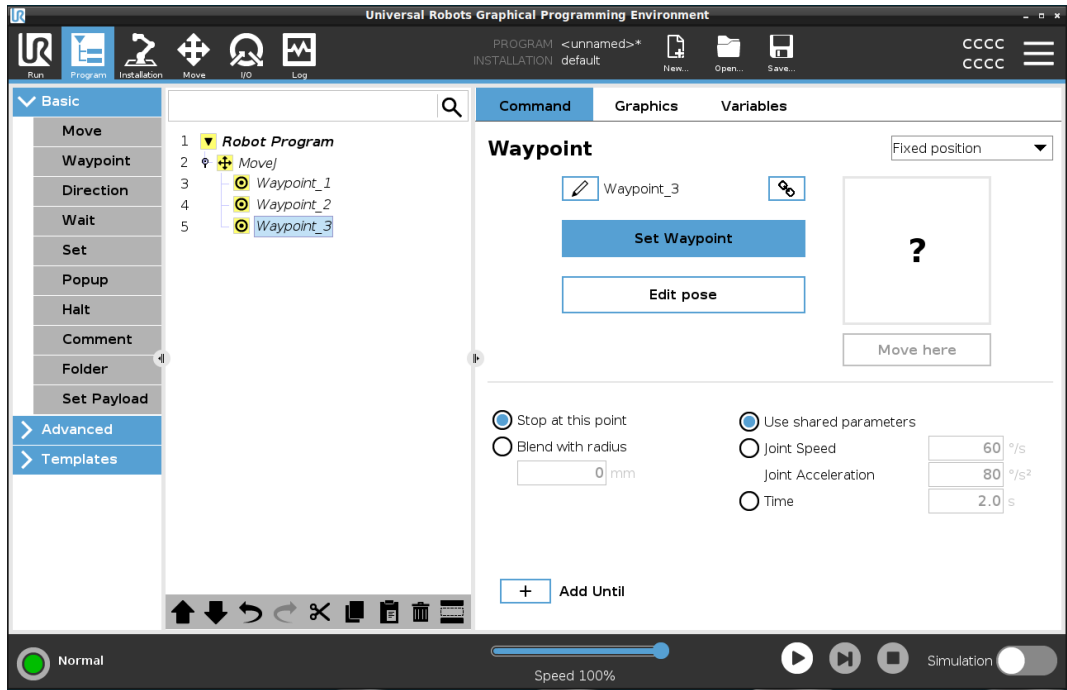 UR
Universal Robots Graphical Programming Environment
UR
Run
Program
Installation
Move
I/O
Log
PROGRAM <unnamed>*
INSTALLATION default
New...
Open...
Save...
CCCC
CCCC
Basic
Move
Waypoint
Direction
Wait
Set
Popup
Halt
Comment
Folder
Set Payload
Advanced
Templates
1 Robot Program
2 MoveJ
3 Waypoint_1
4 Waypoint_2
5 Waypoint_3
Command Graphics Variables
Waypoint
Fixed position
Waypoint_3
Set Waypoint
Edit pose
?
Move here
Stop at this point
Blend with radius
0 mm
Use shared parameters
Joint Speed 60 °/s
Joint Acceleration 80 °/s²
Time 2.0 s
+ Add Until
Normal
Speed 100%
Simulation